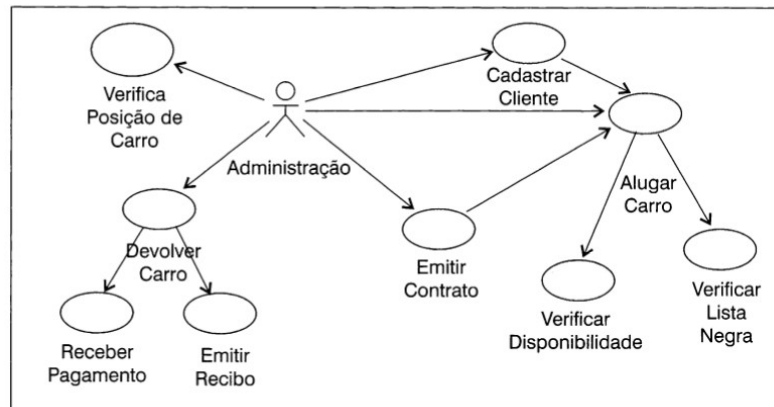 Cadastrar
Cliente
Verifica
Posição de
Carro
Administração
Alugar
Carro
Devolver
Carro
Emitir
Contrato
Verificar
Lista
Negra
Verificar
Disponibilidade
Receber
Pagamento
Emitir
Recibo